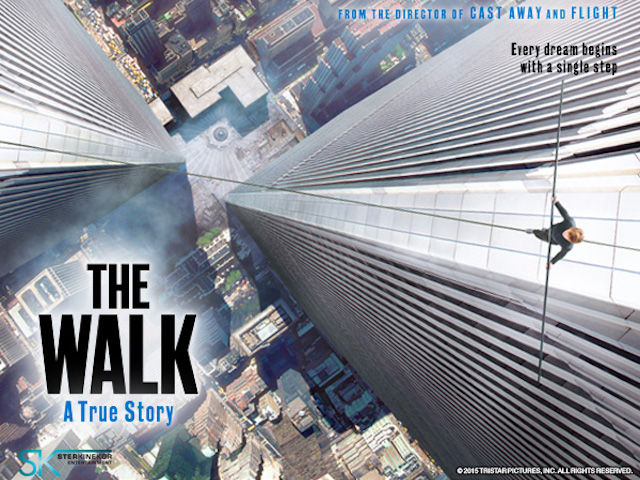 FROM THE DIRECTOR OF CAST AWAY AND FLIGHT
Every dream begins
with a single step
THE
WALK
A True Story
SK STERKINEKOR
ENTERTAINMENT
© 2015 TRISTAR PICTURES, INC. ALL RIGHTS RESERVED.